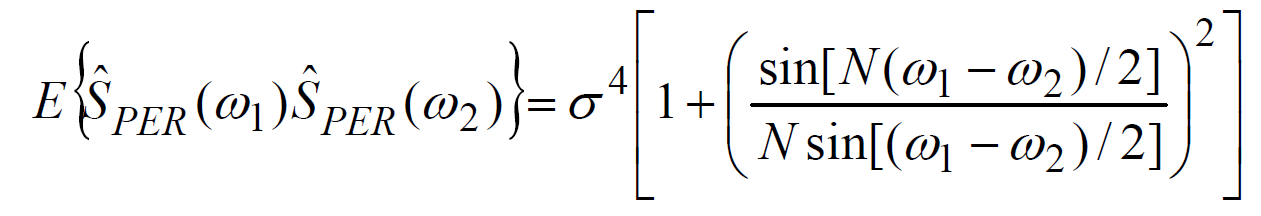 E{Ŝ_PER(ω₁)Ŝ_PER(ω₂)} = σ⁴[1 + (sin[N(ω₁ − ω₂)/2] / N sin[(ω₁ − ω₂)/2])²]